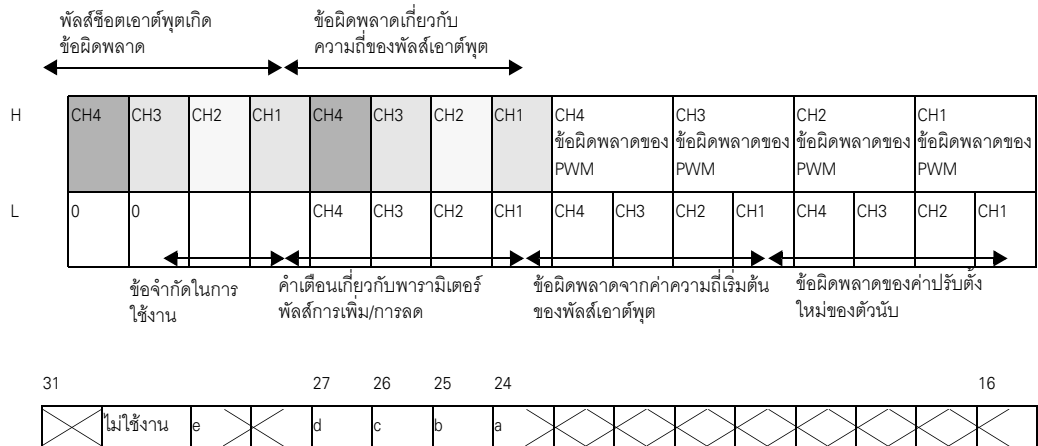 พัลส์ช็อตเอาต์พุตเกิด
ข้อผิดพลาด
ข้อผิดพลาดเกี่ยวกับ
ความถี่ของพัลส์เอาต์พุต
H CH4 CH3 CH2 CH1 CH4 CH3 CH2 CH1 CH4 CH3 CH2 CH1
ข้อผิดพลาดของ ข้อผิดพลาดของ ข้อผิดพลาดของ ข้อผิดพลาดของ
PWM PWM PWM PWM
L 0 0 CH4 CH3 CH2 CH1 CH4 CH3 CH2 CH1 CH4 CH3 CH2 CH1
ข้อจำกัดในการ
ใช้งาน
คำเตือนเกี่ยวกับพารามิเตอร์
พัลส์การเพิ่ม/การลด
ข้อผิดพลาดจากค่าความถี่เริ่มต้น
ของพัลส์เอาต์พุต
ข้อผิดพลาดของค่าปรับตั้ง
ใหม่ของตัวนับ
31 27 26 25 24 16
ไม่ใช้งาน e d c b a